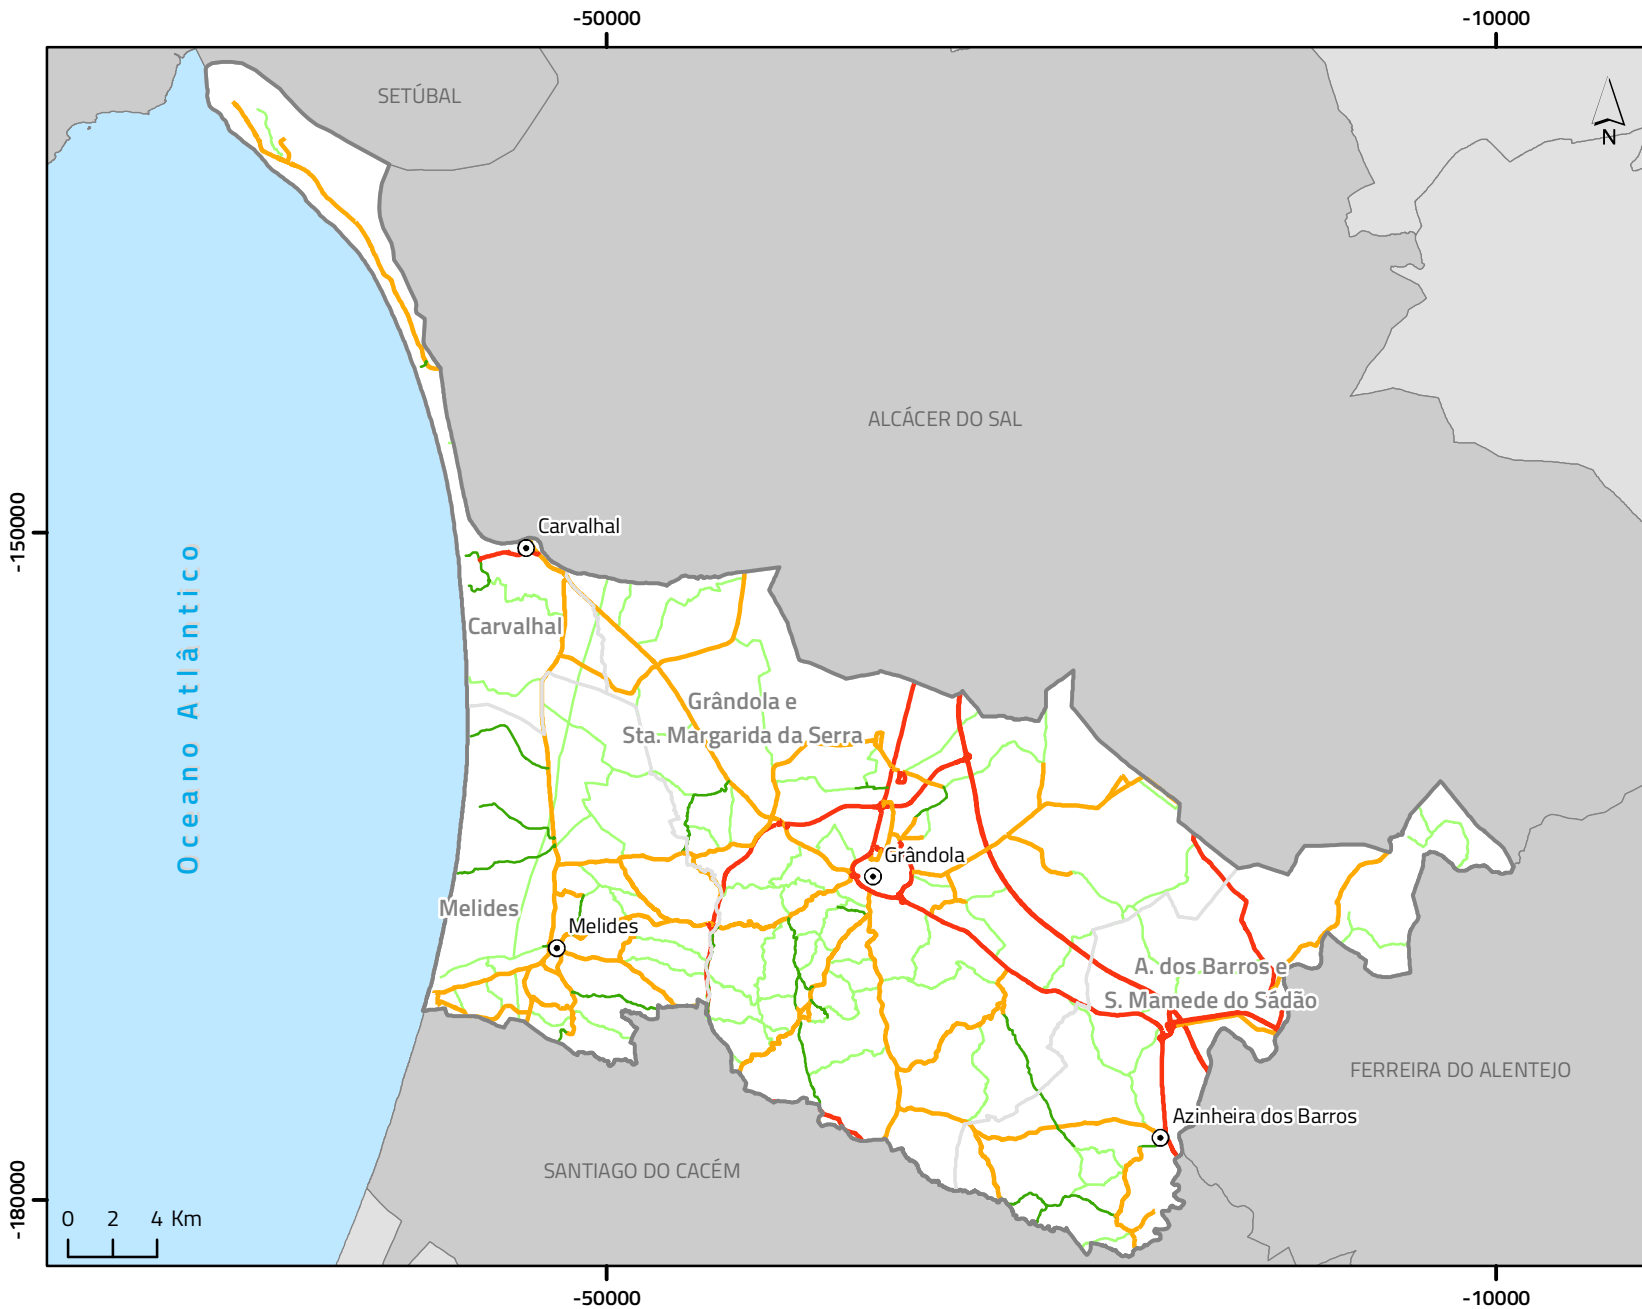 -50000
-10000
SETÚBAL
N
ALCÁCER DO SAL
-150000
Carvalhal
Oceano Atlântico
Carvalhal
Grândola e
Sta. Margarida da Serra
Grândola
Melides
Melides
A. dos Barros e
S. Mamede do Sádão
FERREIRA DO ALENTEJO
Azinheira dos Barros
SANTIAGO DO CACÉM
-180000
0 2 4 Km
-50000
-10000